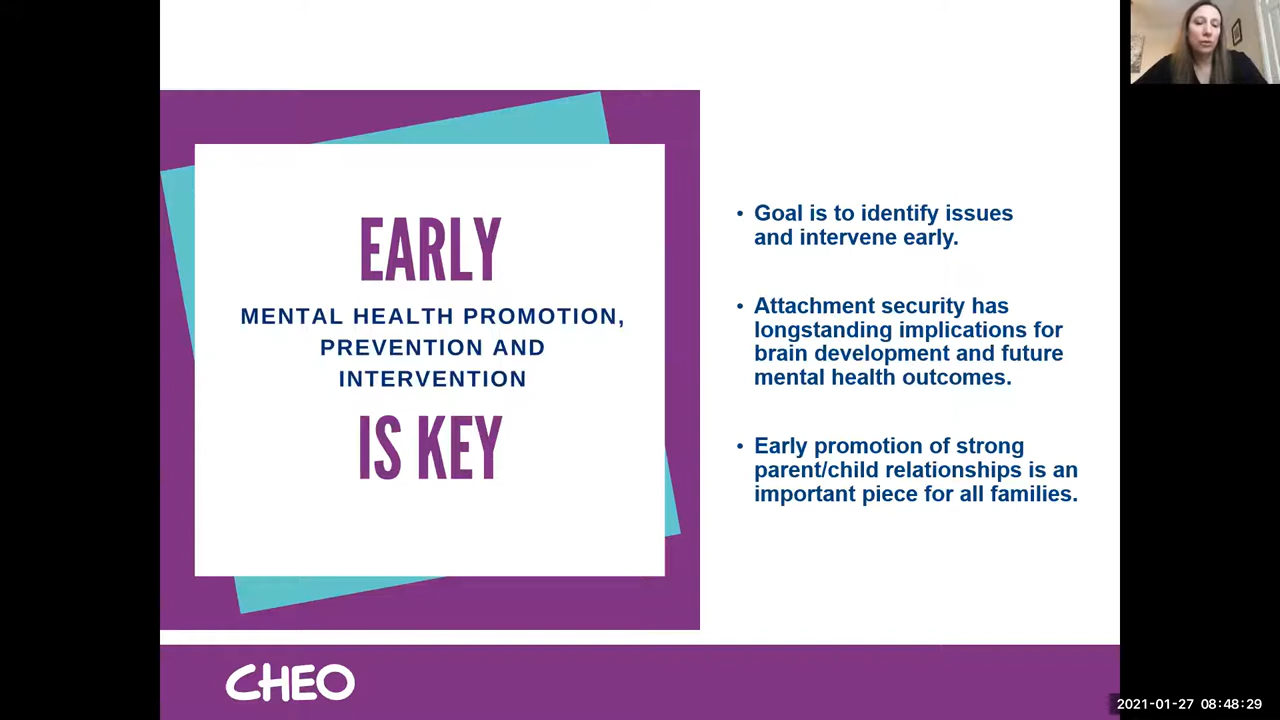 EARLY
MENTAL HEALTH PROMOTION,
PREVENTION AND
INTERVENTION
IS KEY
• Goal is to identify issues
and intervene early.
• Attachment security has
longstanding implications for
brain development and future
mental health outcomes.
• Early promotion of strong
parent/child relationships is an
important piece for all families.
CHEO
2021-01-27 08:48:29